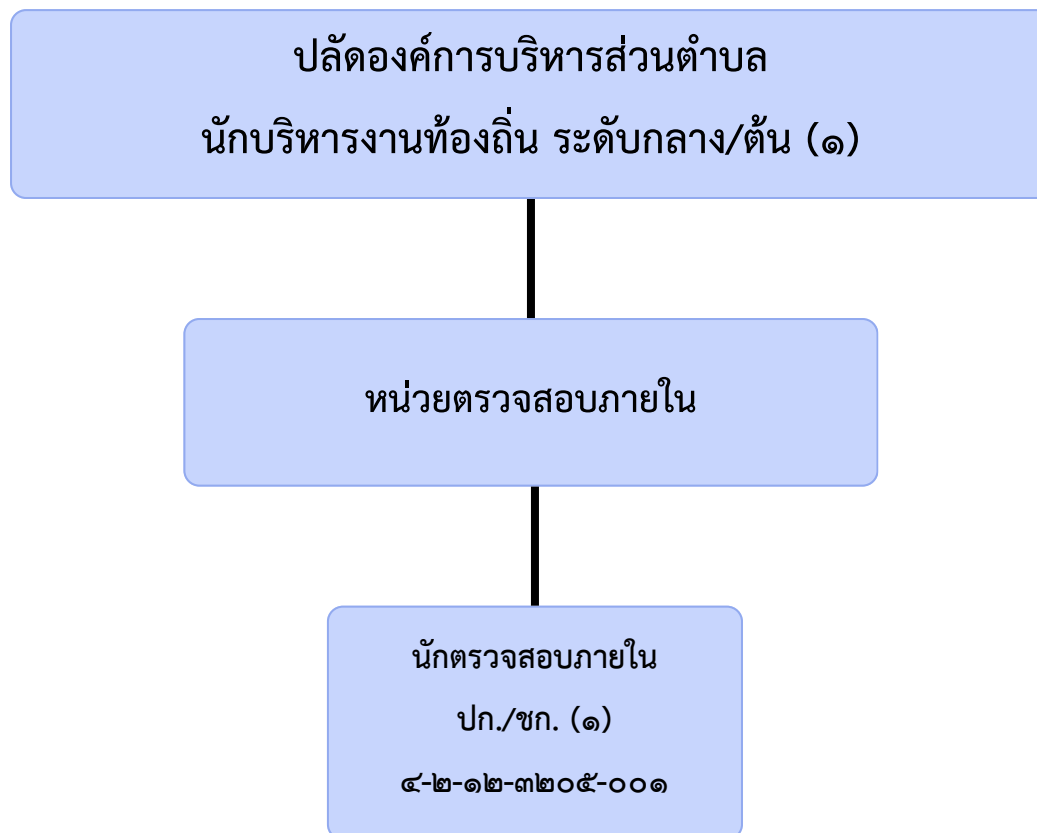 ปลัดองค์การบริหารส่วนตำบล
นักบริหารงานท้องถิ่น ระดับกลาง/ต้น (๑)
หน่วยตรวจสอบภายใน
นักตรวจสอบภายใน
ปก./ชก. (๑)
๔-๒-๑๒-๓๒๐๕-๐๐๑